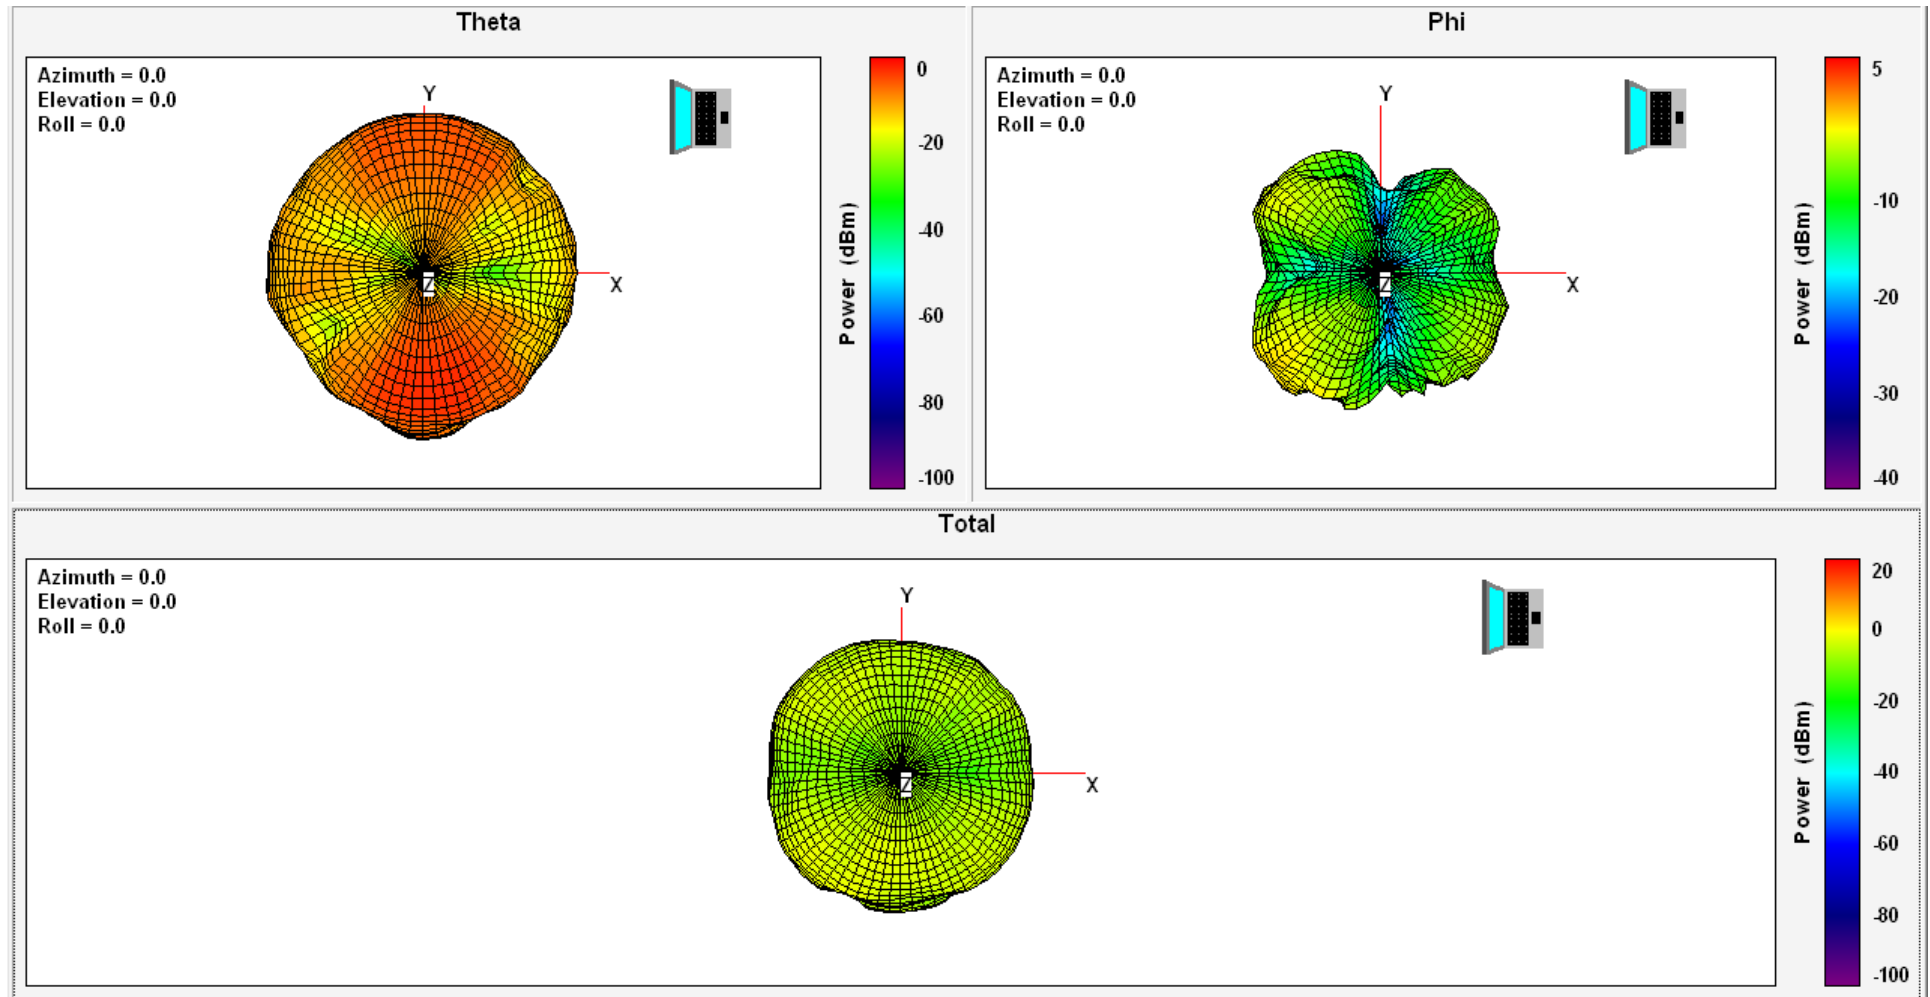 Theta
Azimuth = 0.0
Elevation = 0.0
Roll = 0.0
Y
X
Z
Power (dBm)
0
-20
-40
-60
-80
-100
Phi
Azimuth = 0.0
Elevation = 0.0
Roll = 0.0
Y
X
Z
Power (dBm)
5
-10
-20
-30
-40
Total
Azimuth = 0.0
Elevation = 0.0
Roll = 0.0
Y
X
Z
Power (dBm)
20
0
-20
-40
-60
-80
-100